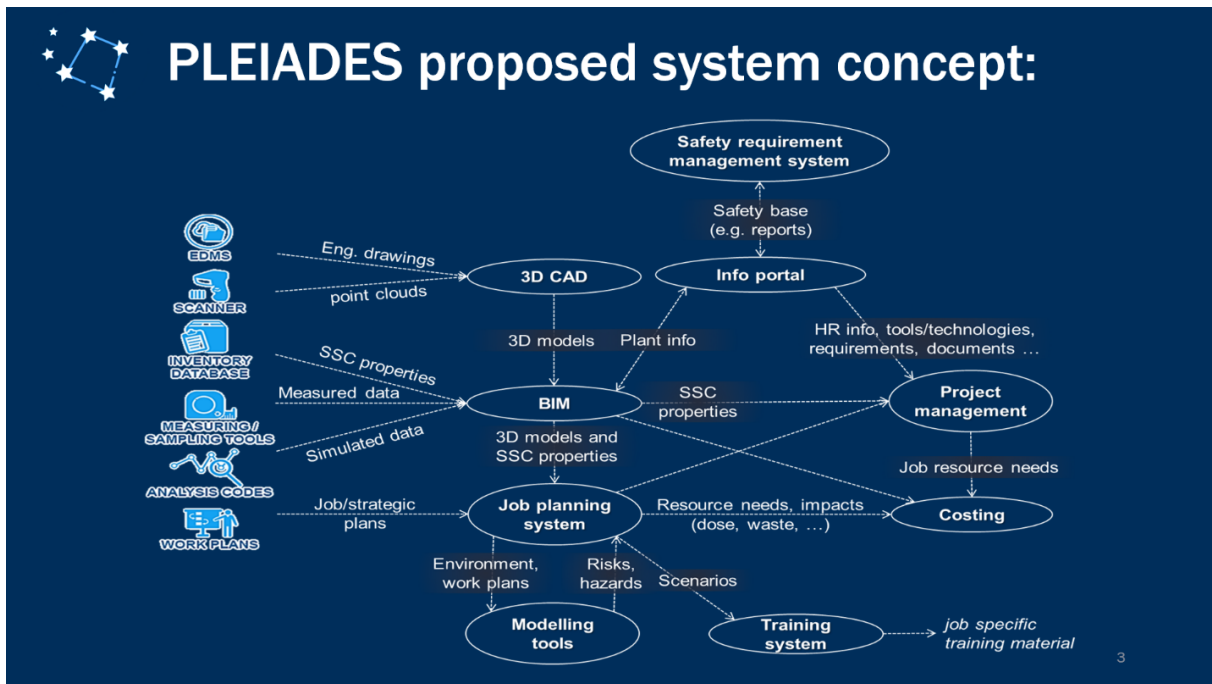 PLEIADES proposed system concept:
Safety requirement
management system
Safety base
(e.g. reports)
EDMS
Eng. drawings
3D CAD
Info portal
SCANNER
point clouds
3D models
Plant info
HR info, tools/technologies,
requirements, documents ...
INVENTORY
DATABASE
SSC properties
Measured data
BIM
SSC
properties
Project
management
MEASURING /
SAMPLING TOOLS
Simulated data
3D models and
SSC properties
Job resource needs
ANALYSIS CODES
Job/strategic
plans
Job planning
system
Resource needs, impacts
(dose, waste, ...)
Costing
WORK PLANS
Environment,
work plans
Risks,
hazards
Scenarios
Modelling
tools
Training
system
job specific
training material
3